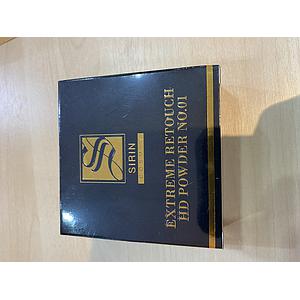 SIRIN
EXTREME RETOUCH
HD POWDER NO.01